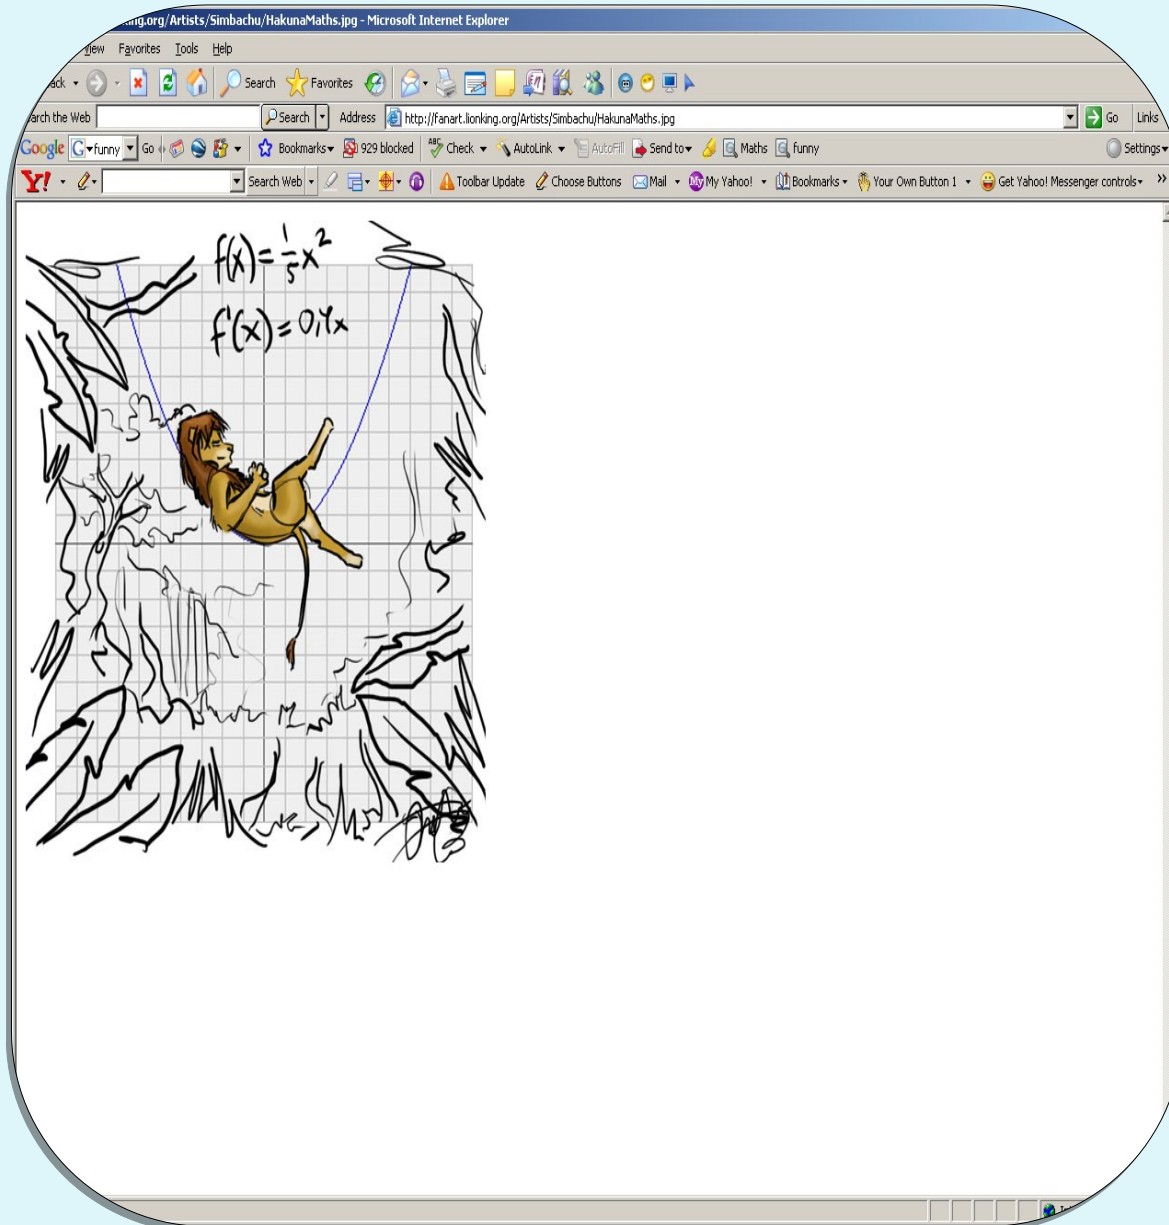 ing.org/Artists/Simbachu/HakunaMaths.jpg - Microsoft Internet Explorer
View Favorites Tools Help
Search Favorites
the Web Search Address http://fanart.lionking.org/Artists/Simbachu/HakunaMaths.jpg Go Links
Google G funny Go Bookmarks 929 blocked ABC Check AutoLink AutoFill Send to Maths funny Settings
Y! Search Web Toolbar Update Choose Buttons Mail My My Yahoo! Bookmarks Your Own Button 1 Get Yahoo! Messenger controls »
f(x) = 1/5 x²
f'(x) = 0,4x